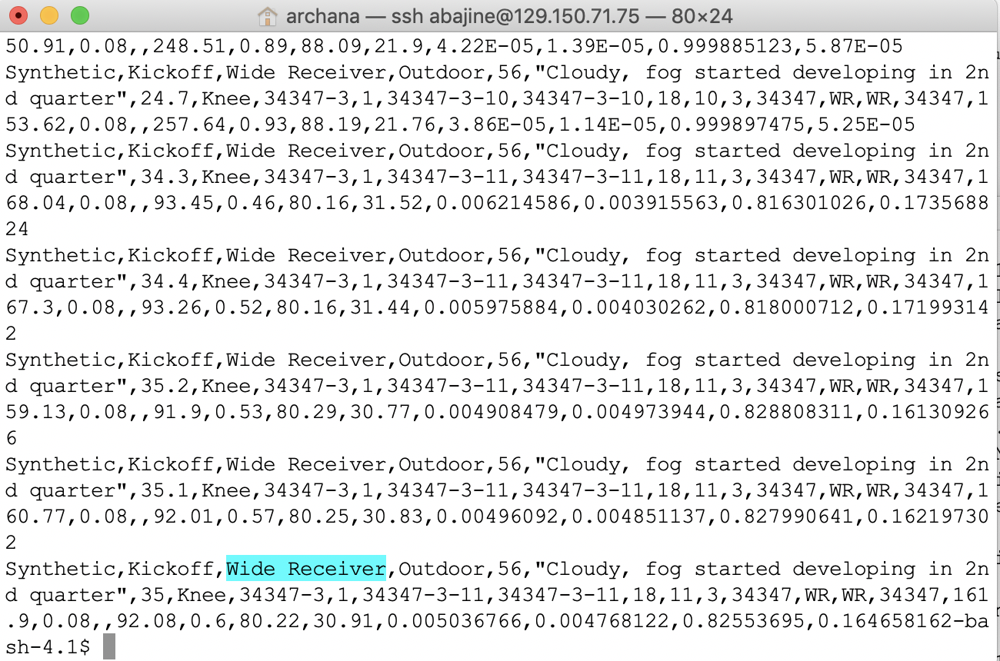 archana — ssh abajine@129.150.71.75 — 80×24
50.91,0.08,,248.51,0.89,88.09,21.9,4.22E-05,1.39E-05,0.999885123,5.87E-05
Synthetic,Kickoff,Wide Receiver,Outdoor,56,"Cloudy, fog started developing in 2n
d quarter",24.7,Knee,34347-3,1,34347-3-10,34347-3-10,18,10,3,34347,WR,WR,34347,1
53.62,0.08,,257.64,0.93,88.19,21.76,3.86E-05,1.14E-05,0.999897475,5.25E-05
Synthetic,Kickoff,Wide Receiver,Outdoor,56,"Cloudy, fog started developing in 2n
d quarter",34.3,Knee,34347-3,1,34347-3-11,34347-3-11,18,11,3,34347,WR,WR,34347,1
68.04,0.08,,93.45,0.46,80.16,31.52,0.006214586,0.003915563,0.816301026,0.1735688
24
Synthetic,Kickoff,Wide Receiver,Outdoor,56,"Cloudy, fog started developing in 2n
d quarter",34.4,Knee,34347-3,1,34347-3-11,34347-3-11,18,11,3,34347,WR,WR,34347,1
67.3,0.08,,93.26,0.52,80.16,31.44,0.005975884,0.004030262,0.818000712,0.17199314
2
Synthetic,Kickoff,Wide Receiver,Outdoor,56,"Cloudy, fog started developing in 2n
d quarter",35.2,Knee,34347-3,1,34347-3-11,34347-3-11,18,11,3,34347,WR,WR,34347,1
59.13,0.08,,91.9,0.53,80.29,30.77,0.004908479,0.004973944,0.828808311,0.16130926
6
Synthetic,Kickoff,Wide Receiver,Outdoor,56,"Cloudy, fog started developing in 2n
d quarter",35.1,Knee,34347-3,1,34347-3-11,34347-3-11,18,11,3,34347,WR,WR,34347,1
60.77,0.08,,92.01,0.57,80.25,30.83,0.00496092,0.004851137,0.827990641,0.16219730
2
Synthetic,Kickoff,Wide Receiver,Outdoor,56,"Cloudy, fog started developing in 2n
d quarter",35,Knee,34347-3,1,34347-3-11,34347-3-11,18,11,3,34347,WR,WR,34347,161
.9,0.08,,92.08,0.6,80.22,30.91,0.005036766,0.004768122,0.82553695,0.164658162-ba
sh-4.1$